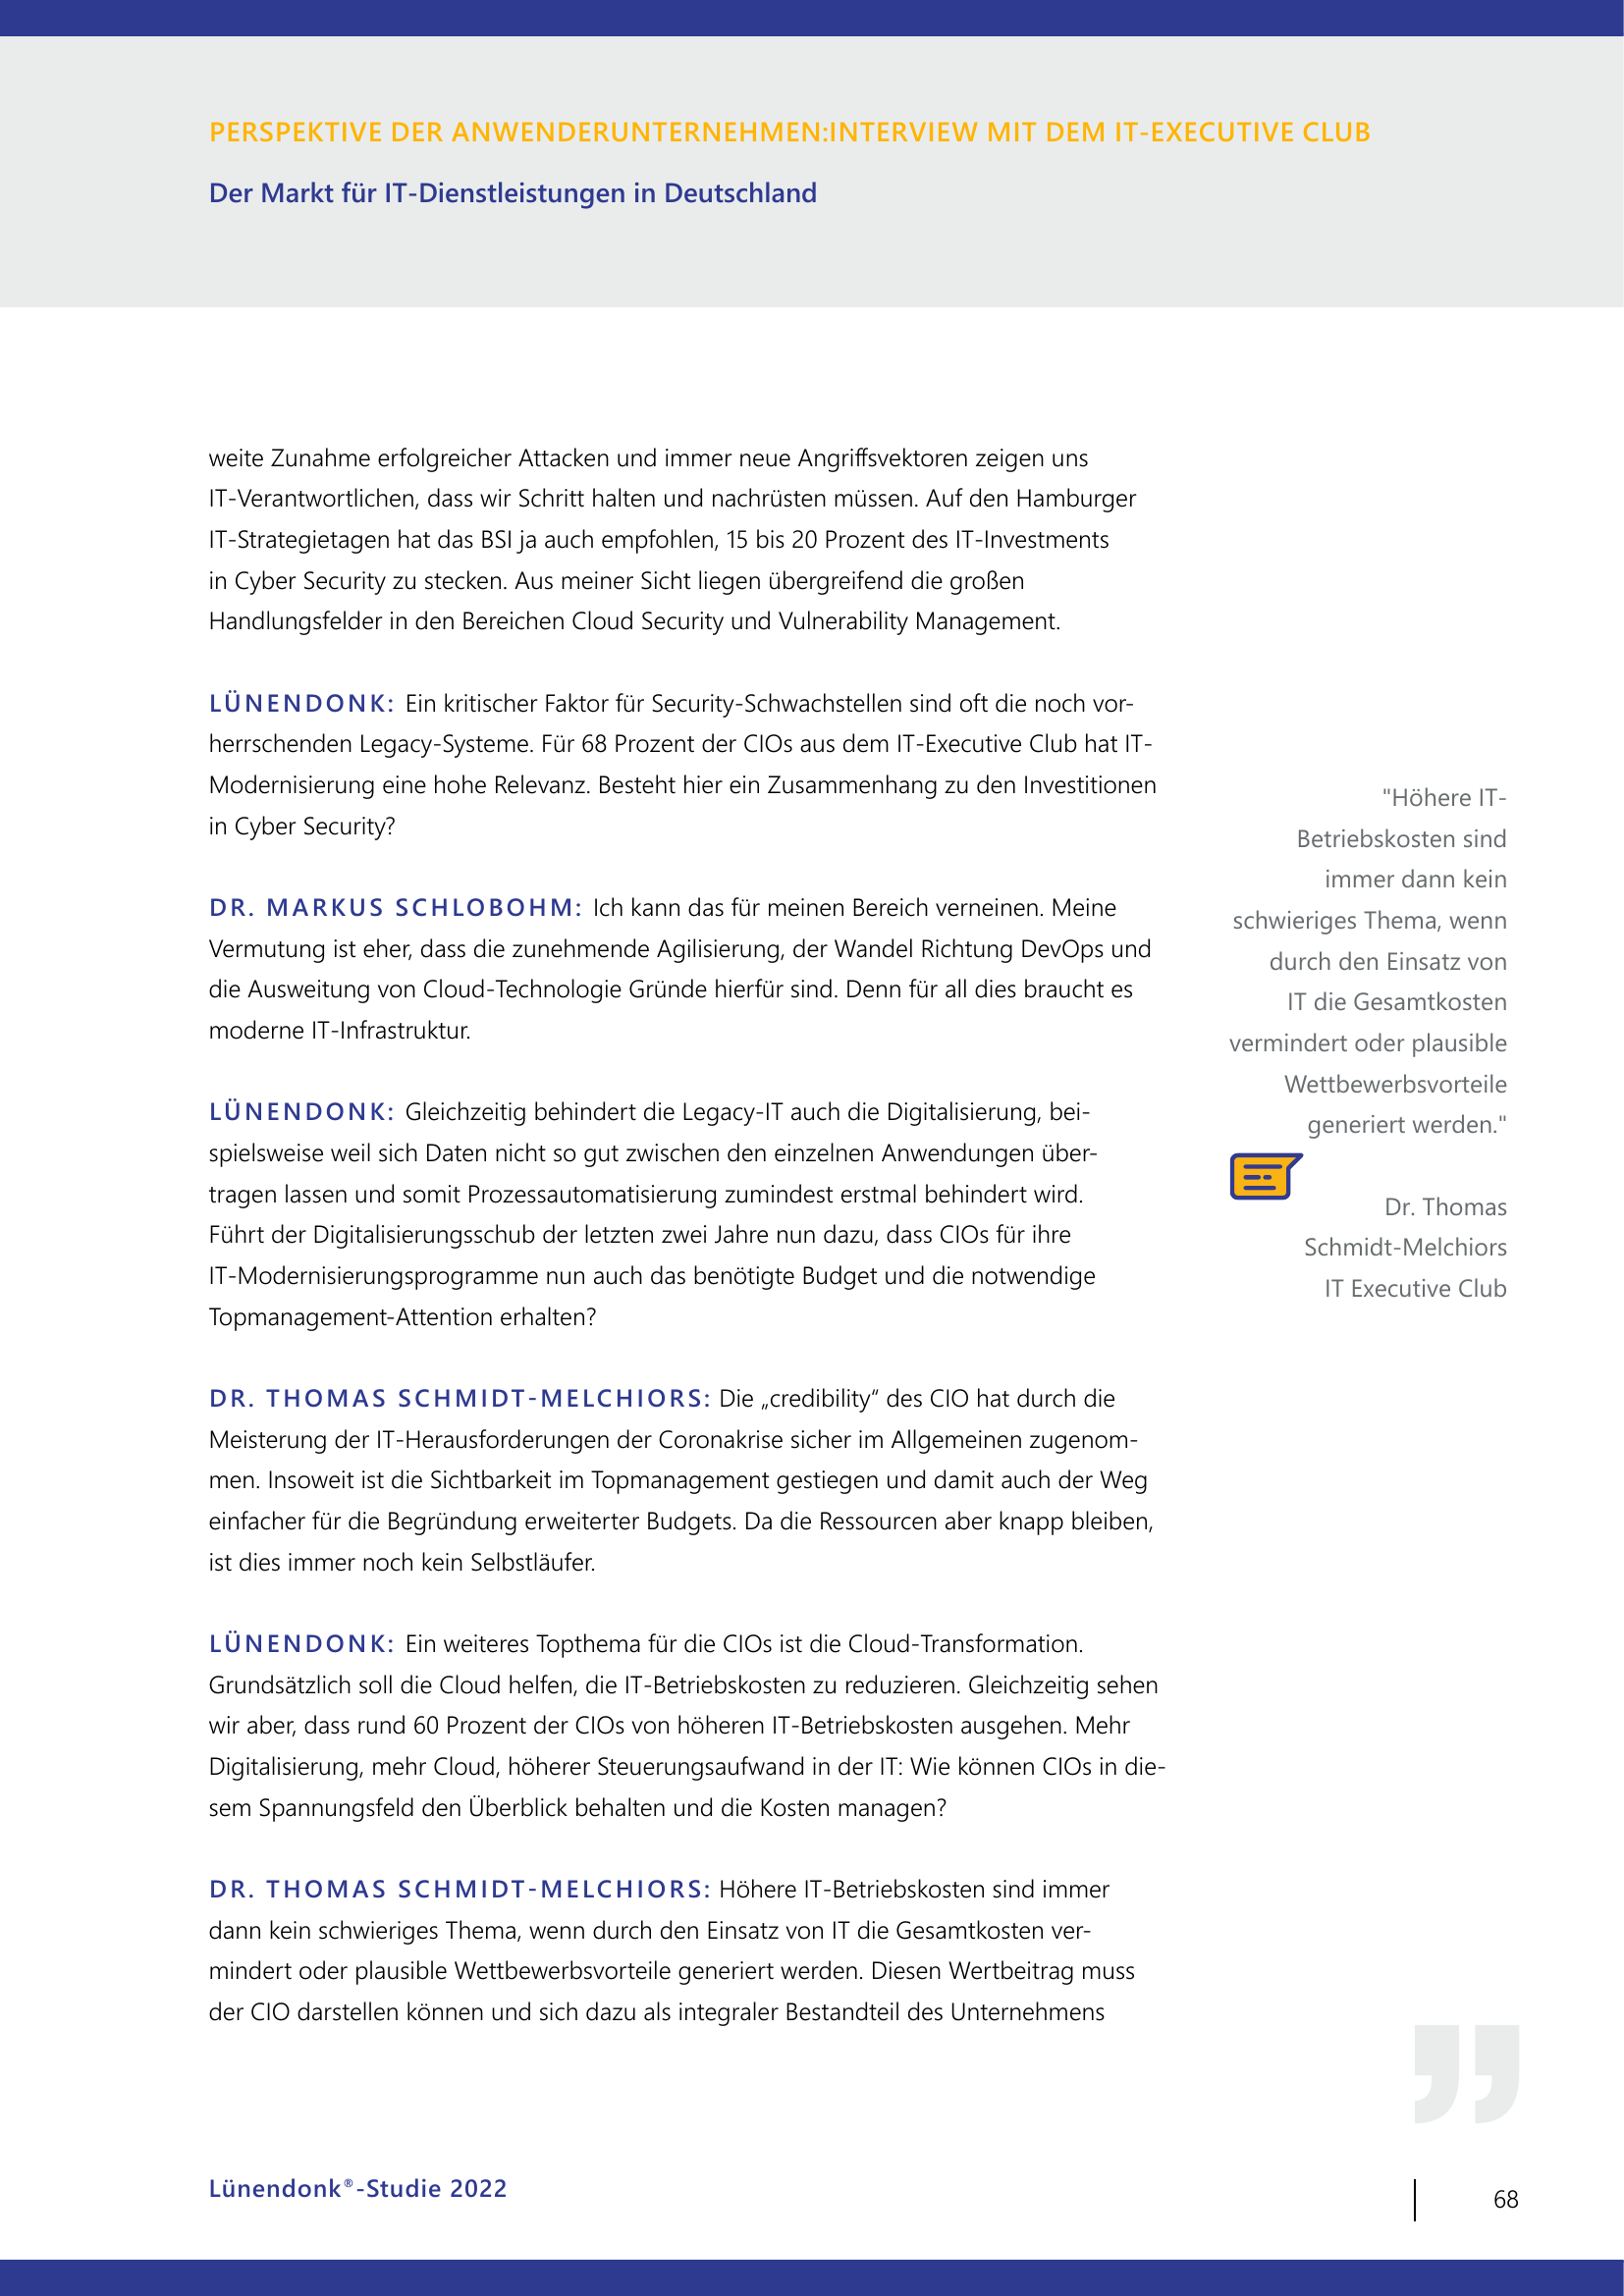 PERSPEKTIVE DER ANWENDERUNTERNEHMEN:INTERVIEW MIT DEM IT-EXECUTIVE CLUB
Der Markt für IT-Dienstleistungen in Deutschland
weite Zunahme erfolgreicher Attacken und immer neue Angriffsvektoren zeigen uns
IT-Verantwortlichen, dass wir Schritt halten und nachrüsten müssen. Auf den Hamburger
IT-Strategietagen hat das BSI ja auch empfohlen, 15 bis 20 Prozent des IT-Investments
in Cyber Security zu stecken. Aus meiner Sicht liegen übergreifend die großen
Handlungsfelder in den Bereichen Cloud Security und Vulnerability Management.
LÜNENDONK: Ein kritischer Faktor für Security-Schwachstellen sind oft die noch vor-
herrschenden Legacy-Systeme. Für 68 Prozent der CIOs aus dem IT-Executive Club hat IT-
Modernisierung eine hohe Relevanz. Besteht hier ein Zusammenhang zu den Investitionen
in Cyber Security?
DR. MARKUS SCHLOBOHM: Ich kann das für meinen Bereich verneinen. Meine
Vermutung ist eher, dass die zunehmende Agilisierung, der Wandel Richtung DevOps und
die Ausweitung von Cloud-Technologie Gründe hierfür sind. Denn für all dies braucht es
moderne IT-Infrastruktur.
LÜNENDONK: Gleichzeitig behindert die Legacy-IT auch die Digitalisierung, bei-
spielsweise weil sich Daten nicht so gut zwischen den einzelnen Anwendungen über-
tragen lassen und somit Prozessautomatisierung zumindest erstmal behindert wird.
Führt der Digitalisierungsschub der letzten zwei Jahre nun dazu, dass CIOs für ihre
IT-Modernisierungsprogramme nun auch das benötigte Budget und die notwendige
Topmanagement-Attention erhalten?
DR. THOMAS SCHMIDT-MELCHIORS: Die „credibility“ des CIO hat durch die
Meisterung der IT-Herausforderungen der Coronakrise sicher im Allgemeinen zugenom-
men. Insoweit ist die Sichtbarkeit im Topmanagement gestiegen und damit auch der Weg
einfacher für die Begründung erweiterter Budgets. Da die Ressourcen aber knapp bleiben,
ist dies immer noch kein Selbstläufer.
LÜNENDONK: Ein weiteres Topthema für die CIOs ist die Cloud-Transformation.
Grundsätzlich soll die Cloud helfen, die IT-Betriebskosten zu reduzieren. Gleichzeitig sehen
wir aber, dass rund 60 Prozent der CIOs von höheren IT-Betriebskosten ausgehen. Mehr
Digitalisierung, mehr Cloud, höherer Steuerungsaufwand in der IT: Wie können CIOs in die-
sem Spannungsfeld den Überblick behalten und die Kosten managen?
DR. THOMAS SCHMIDT-MELCHIORS: Höhere IT-Betriebskosten sind immer
dann kein schwieriges Thema, wenn durch den Einsatz von IT die Gesamtkosten ver-
mindert oder plausible Wettbewerbsvorteile generiert werden. Diesen Wertbeitrag muss
der CIO darstellen können und sich dazu als integraler Bestandteil des Unternehmens
"Höhere IT-
Betriebskosten sind
immer dann kein
schwieriges Thema, wenn
durch den Einsatz von
IT die Gesamtkosten
vermindert oder plausible
Wettbewerbsvorteile
generiert werden."
Dr. Thomas
Schmidt-Melchiors
IT Executive Club
Lünendonk®-Studie 2022
68